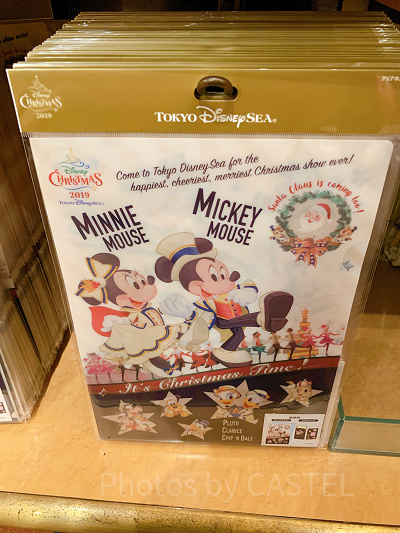 Disney
CHRISTMAS
2019
TOKYO DISNEYSEA®
Disney
CHRISTMAS
2019
TOKYO DISNEYSEA
Come to Tokyo DisneySea for the
happiest, cheeriest, merriest Christmas show ever!
Santa Claus is coming too!
MINNIE
MOUSE
MICKEY
MOUSE
It's Christmas Time!
PLUTO
CLARICE
CHIP 'N DALE
Photos by CASTEL